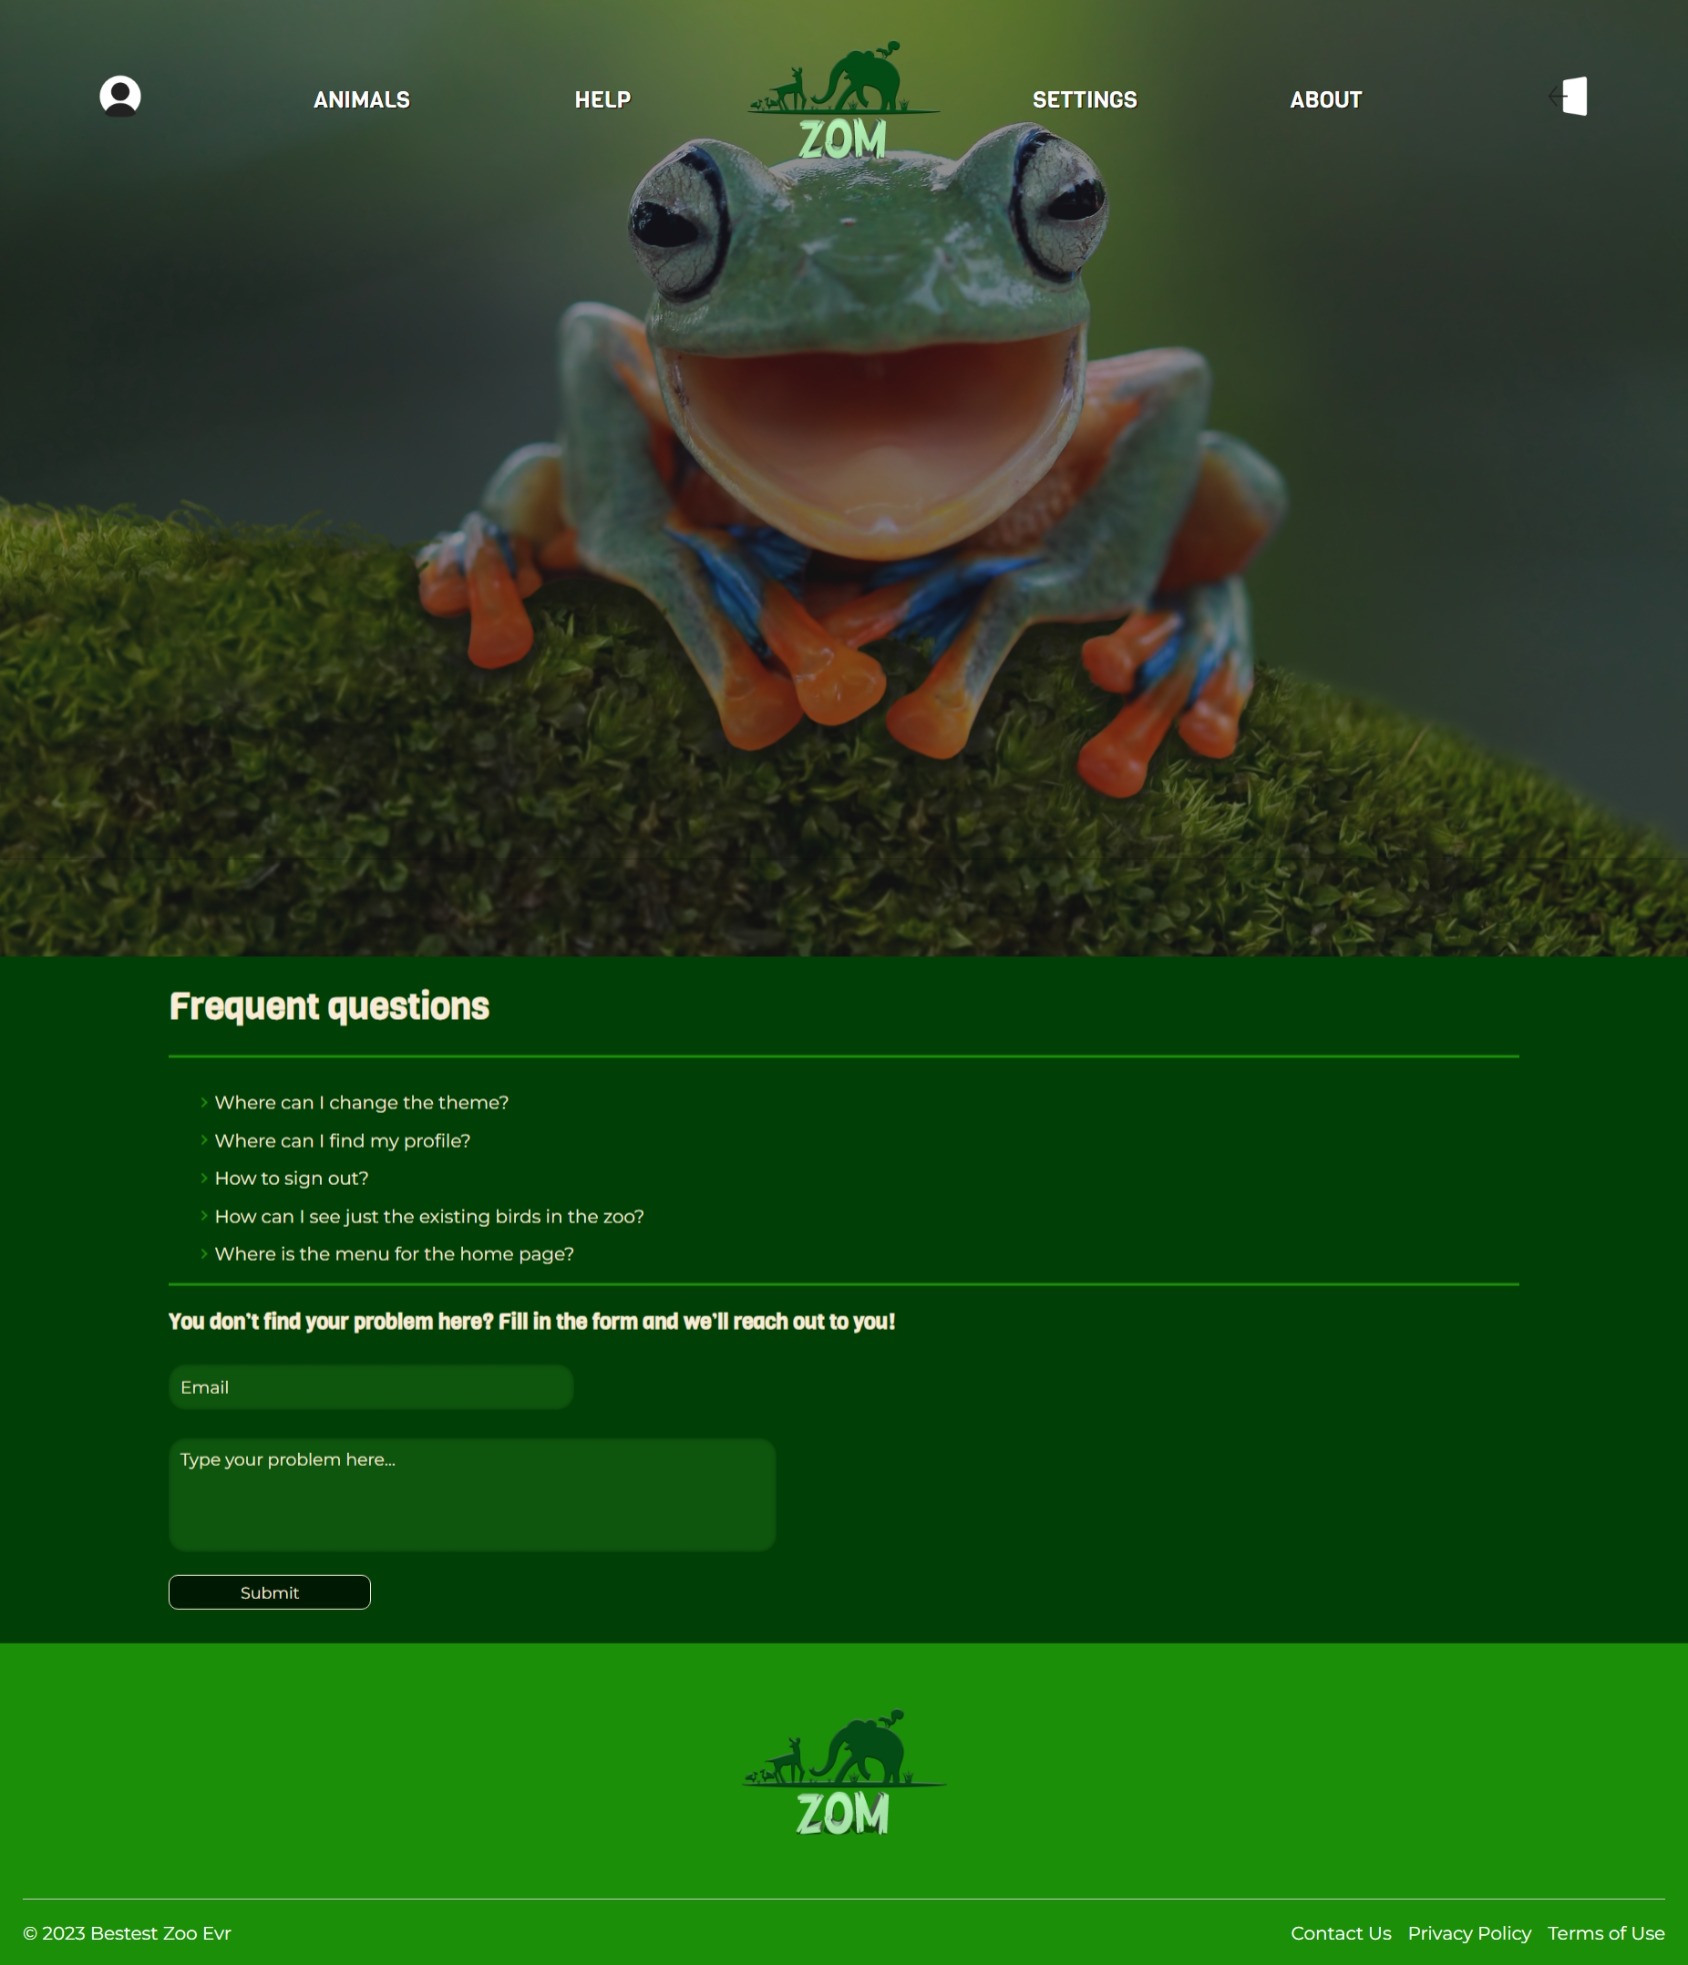 ANIMALS
HELP
ZOM
SETTINGS
ABOUT
Frequent questions
Where can I change the theme?
Where can I find my profile?
How to sign out?
How can I see just the existing birds in the zoo?
Where is the menu for the home page?
You don't find your problem here? Fill in the form and we'll reach out to you!
Email
Type your problem here...
Submit
ZOM
© 2023 Bestest Zoo Evr
Contact Us Privacy Policy Terms of Use